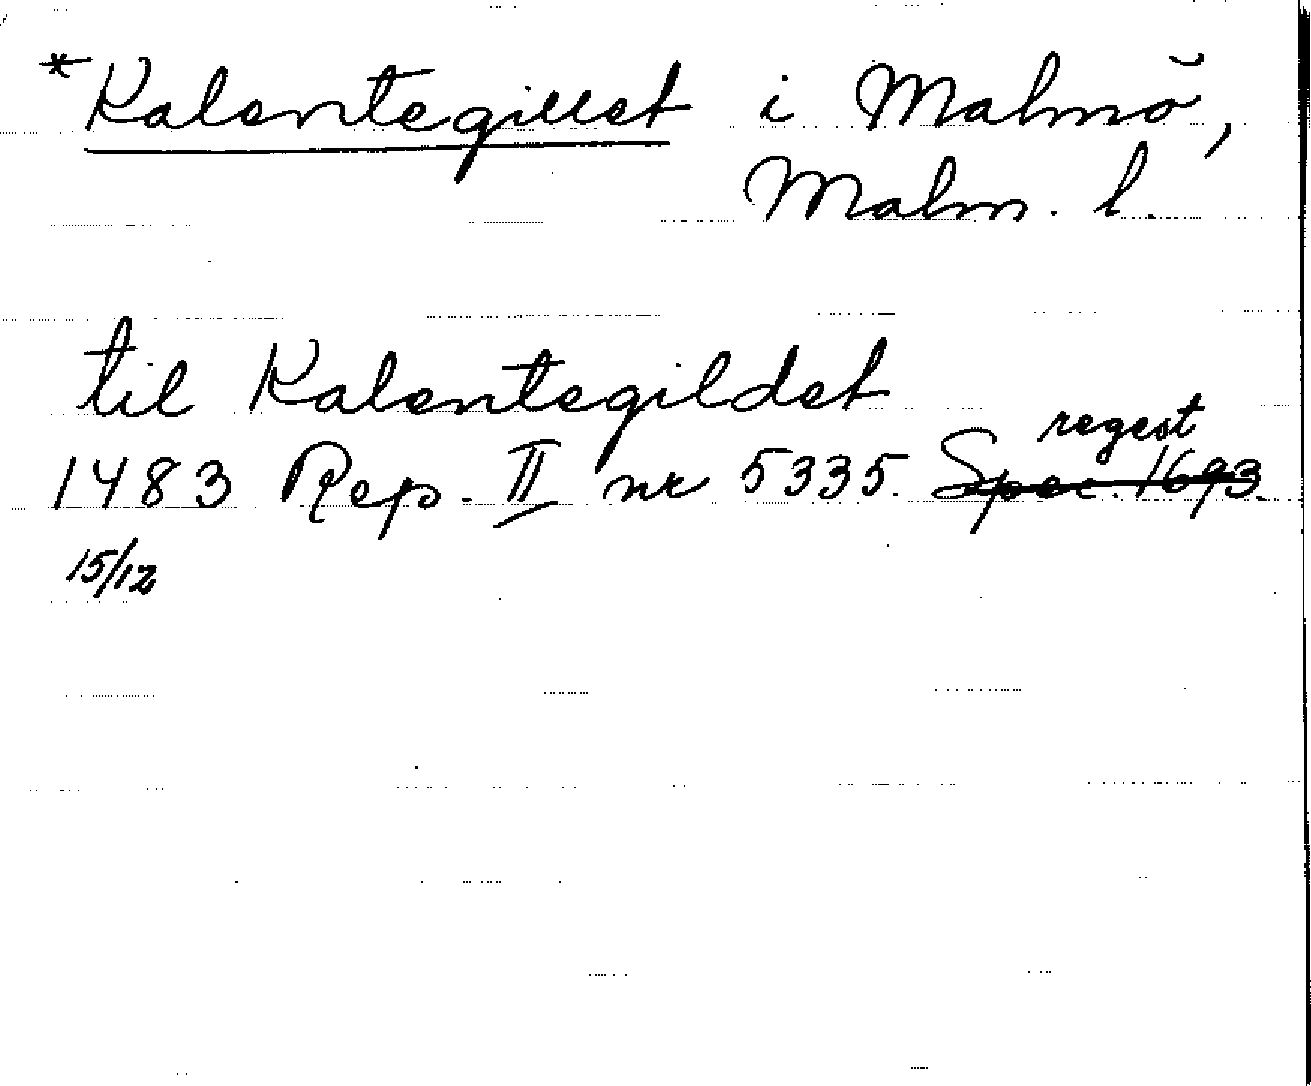 *Kalentegillet i Malmö,
Malm. l.
til Kalentegildet
regest
1483 Rep. II nr 5335. Spec. 1693.
15/12